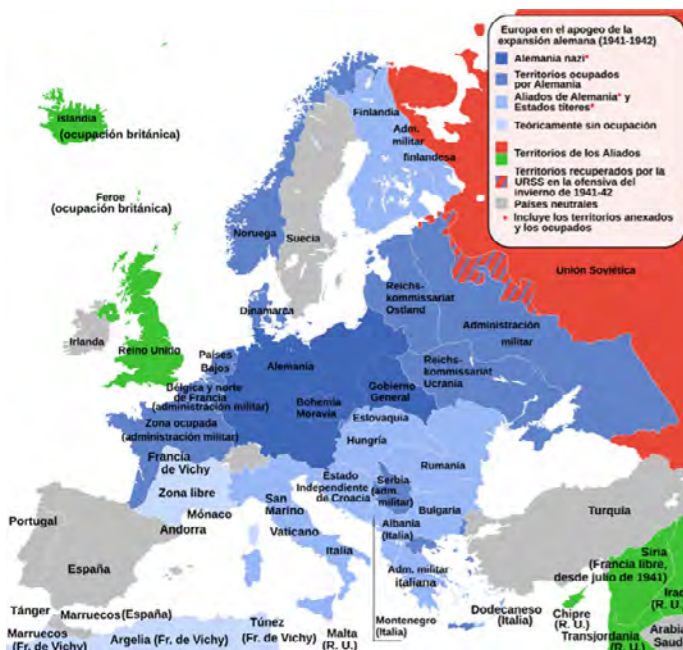 Europa en el apogeo de la
expansión alemana (1941-1942)
Alemania nazi*
Territorios ocupados
por Alemania
Aliados de Alemania* y
Estados títeres*
Teóricamente sin ocupación
Territorios de los Aliados
Territorios recuperados por la
URSS en la ofensiva del
invierno de 1941-42
Países neutrales
* Incluye los territorios anexados
y los ocupados
Islandia
(ocupación británica)
Feroe
(ocupación británica)
Finlandia
Adm.
militar
finlandesa
Noruega
Suecia
Unión Soviética
Dinamarca
Reichs-
kommissariat
Ostland
Administración
militar
Irlanda
Reino Unido
Países
Bajos
Alemania
Reichs-
kommissariat
Ucrania
Bélgica y norte
de Francia
(administración militar)
Gobierno
General
Bohemia
Moravia
Eslovaquia
Zona ocupada
(administración militar)
Hungría
Francia
de Vichy
Rumania
Zona libre
Estado
Independiente
de Croacia
Serbia
(adm.
militar)
San
Marino
Mónaco
Andorra
Vaticano
Bulgaria
Albania
(Italia)
Turquía
Portugal
España
Italia
Adm. militar
italiana
Siria
(Francia libre,
desde julio de 1941)
Tánger
Marruecos (España)
Marruecos
(Fr. de Vichy)
Argelia (Fr. de Vichy)
Túnez
(Fr. de Vichy)
Malta
(R. U.)
Montenegro
(Italia)
Dodecaneso
(Italia)
Chipre
(R. U.)
Transjordania
(R. U.)
Irac
(R. U.)
Arabia
Saudí